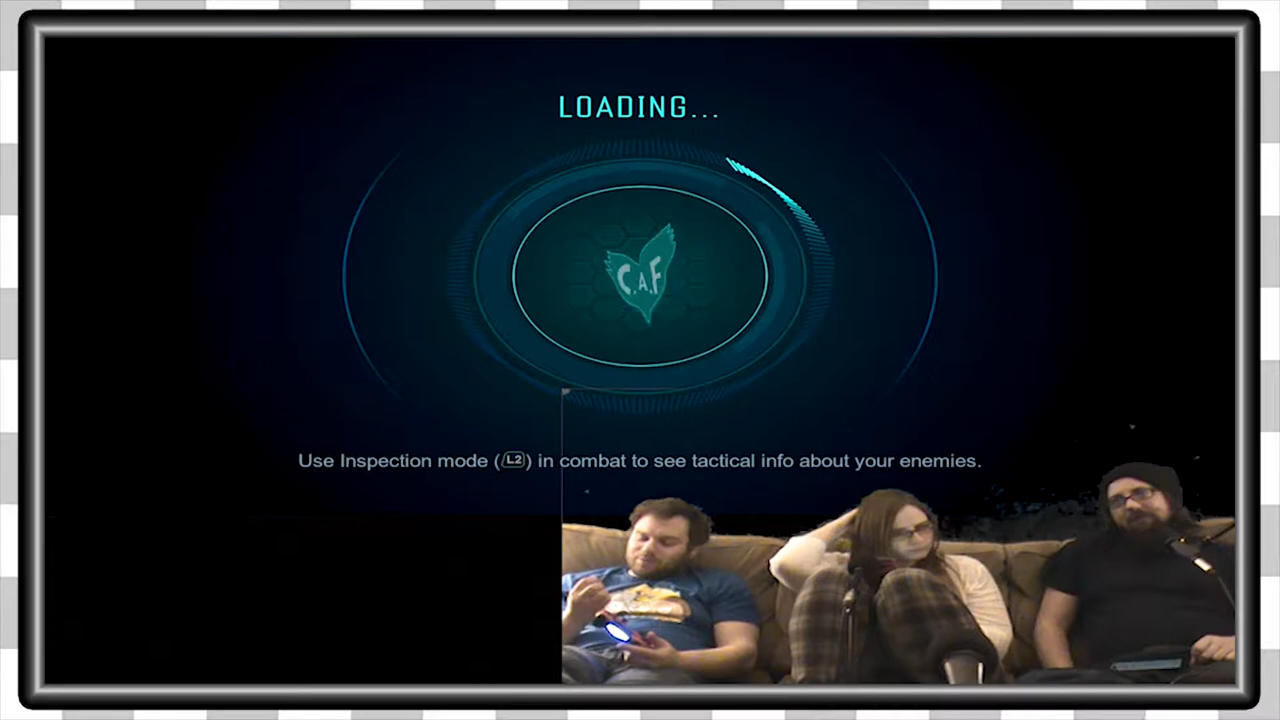 LOADING...
C.A.F
Use Inspection mode (L2) in combat to see tactical info about your enemies.